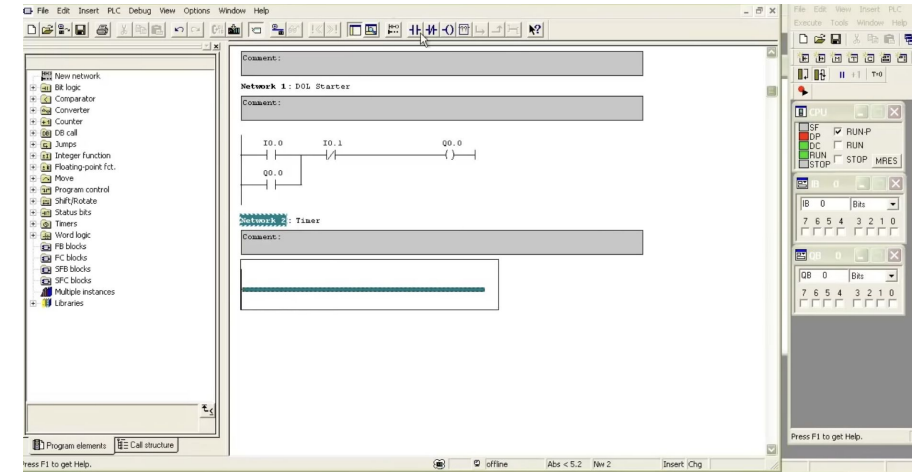 File Edit Insert PLC Debug View Options Window Help
File Edit View Insert PLC
Execute Tools Window Help
T=0
New network
Bit logic
Comparator
Converter
Counter
DB call
Jumps
Integer function
Floating-point fct.
Move
Program control
Shift/Rotate
Status bits
Timers
Word logic
FB blocks
FC blocks
SFB blocks
SFC blocks
Multiple instances
Libraries
Program elements
Call structure
Comment:
Network 1: DOL Starter
Comment:
I0.0 I0.1 Q0.0
Q0.0
Network 2: Timer
Comment:
CPU
SF
DP
DC
RUN
STOP
RUN-P
RUN
STOP MRES
IB 0
IB 0 Bits
7 6 5 4 3 2 1 0
QB 0
QB 0 Bits
7 6 5 4 3 2 1 0
Press F1 to get Help.
Press F1 to get Help.
offline Abs < 5.2 Nw 2 Insert Chg